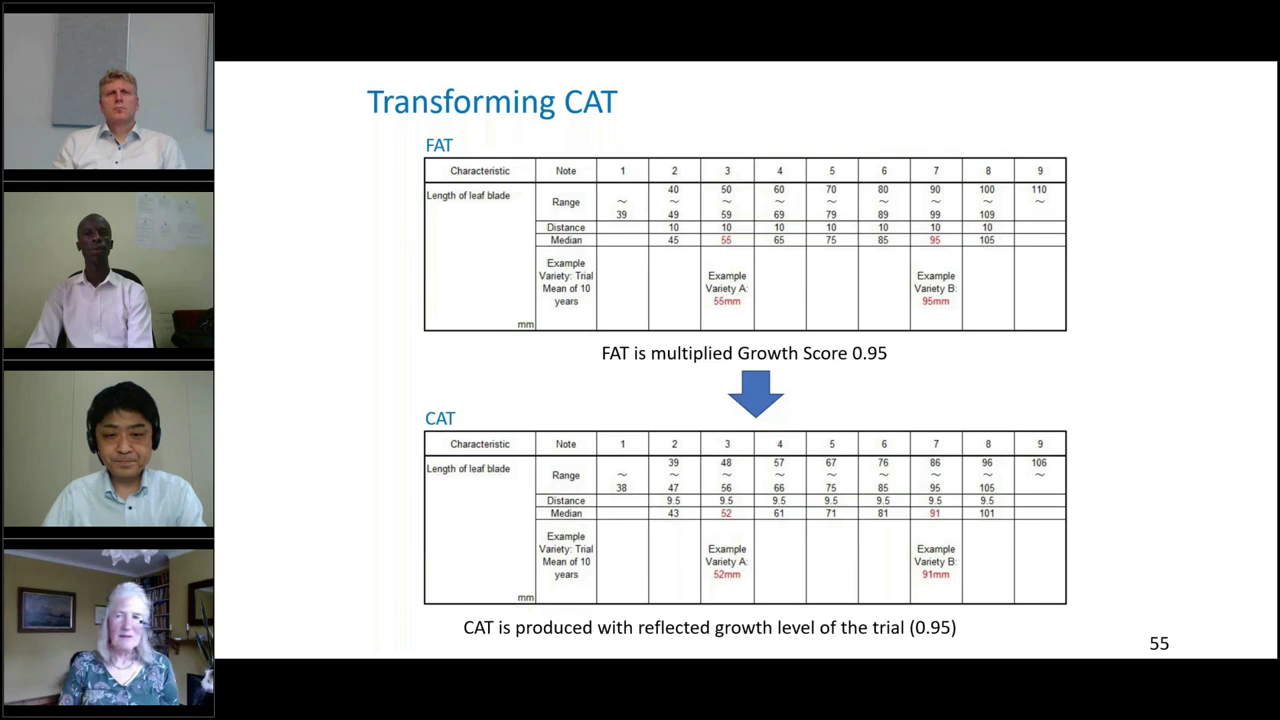 Transforming CAT
FAT
Characteristic Note 1 2 3 4 5 6 7 8 9
Length of leaf blade
40 50 60 70 80 90 100 110
Range ~ ~ ~ ~ ~ ~ ~ ~ ~
39 49 59 69 79 89 99 109
Distance 10 10 10 10 10 10 10
Median 45 55 65 75 85 95 105
Example
Variety: Trial
Mean of 10
years
Example
Variety A:
55mm
Example
Variety B:
95mm
mm
FAT is multiplied Growth Score 0.95
CAT
Characteristic Note 1 2 3 4 5 6 7 8 9
Length of leaf blade
39 48 57 67 76 86 96 106
Range ~ ~ ~ ~ ~ ~ ~ ~ ~
38 47 56 66 75 85 95 105
Distance 9.5 9.5 9.5 9.5 9.5 9.5 9.5
Median 43 52 61 71 81 91 101
Example
Variety: Trial
Mean of 10
years
Example
Variety A:
52mm
Example
Variety B:
91mm
mm
CAT is produced with reflected growth level of the trial (0.95)
55